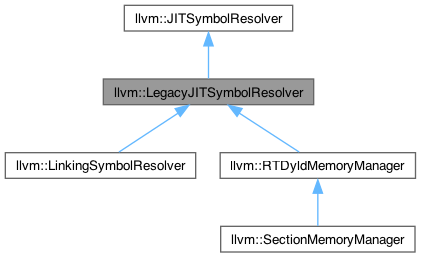 llvm::JITSymbolResolver
llvm::LegacyJITSymbolResolver
llvm::LinkingSymbolResolver
llvm::RTDyldMemoryManager
llvm::SectionMemoryManager